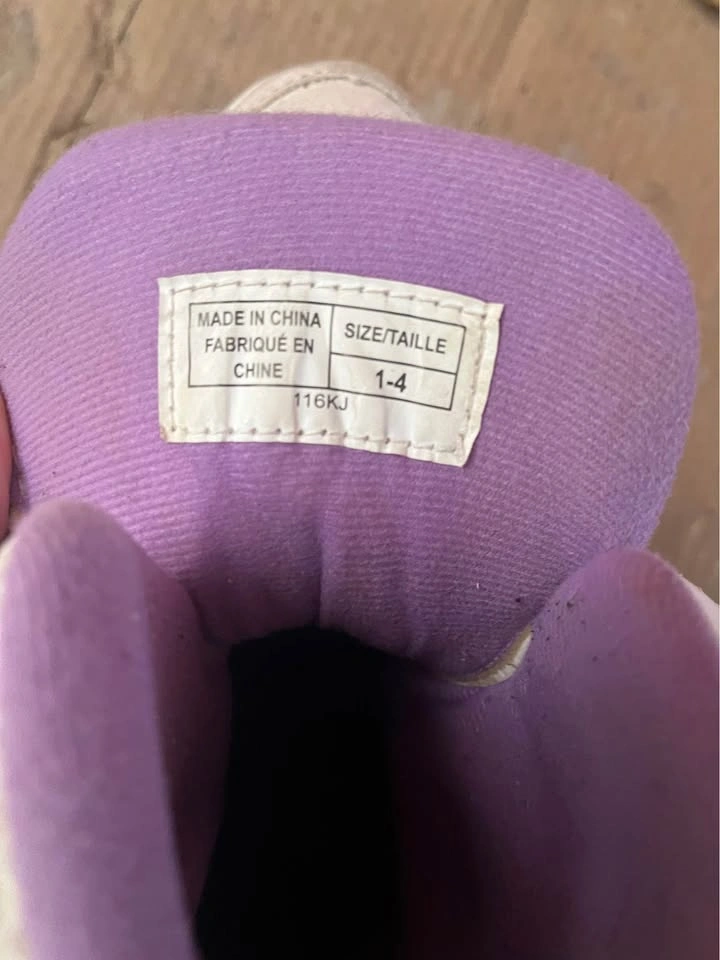 MADE IN CHINA
FABRIQUÉ EN
CHINE
SIZE/TAILLE
1-4
116KJ